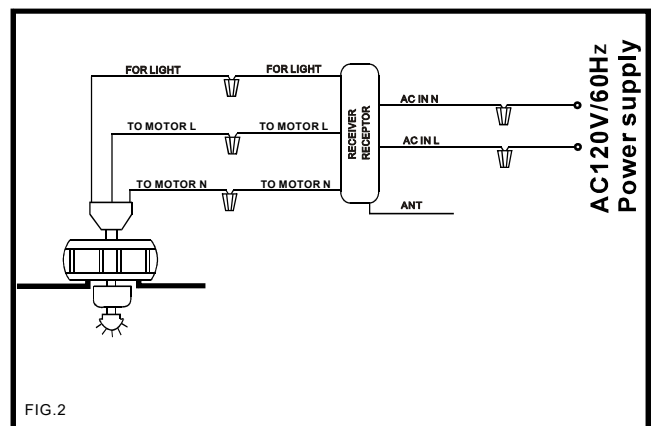 FOR LIGHT
FOR LIGHT
TO MOTOR L
TO MOTOR L
TO MOTOR N
TO MOTOR N
RECEIVER
RECEPTOR
AC IN N
AC IN L
ANT
AC120V/60Hz
Power supply
FIG.2